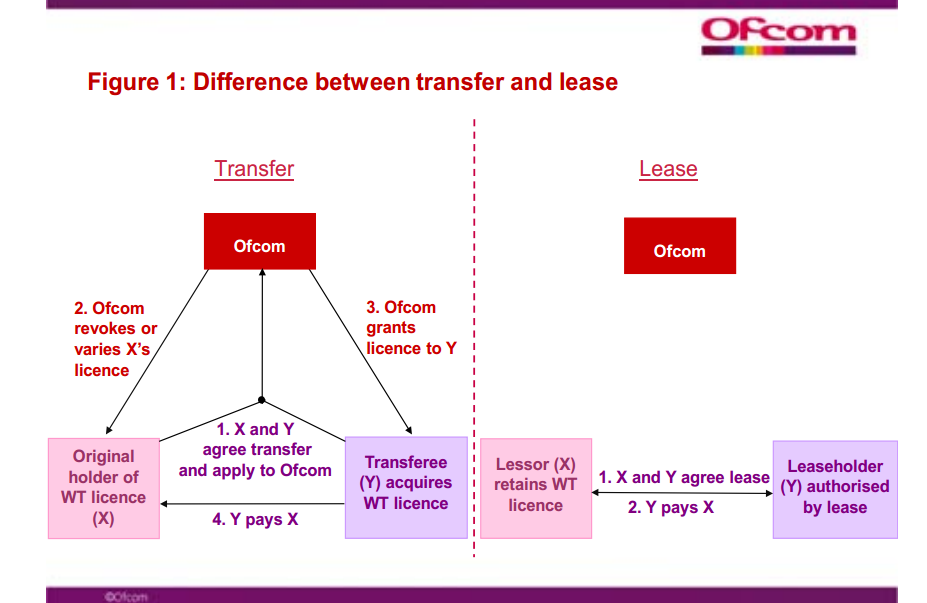 Ofcom
Figure 1: Difference between transfer and lease
Transfer
Ofcom
2. Ofcom
revokes or
varies X's
licence
3. Ofcom
grants
licence to Y
1. X and Y
agree transfer
and apply to Ofcom
Original
holder of
WT licence
(X)
Transferee
(Y) acquires
WT licence
4. Y pays X
Lease
Ofcom
Lessor (X)
retains WT
licence
1. X and Y agree lease
2. Y pays X
Leaseholder
(Y) authorised
by lease
©Ofcom